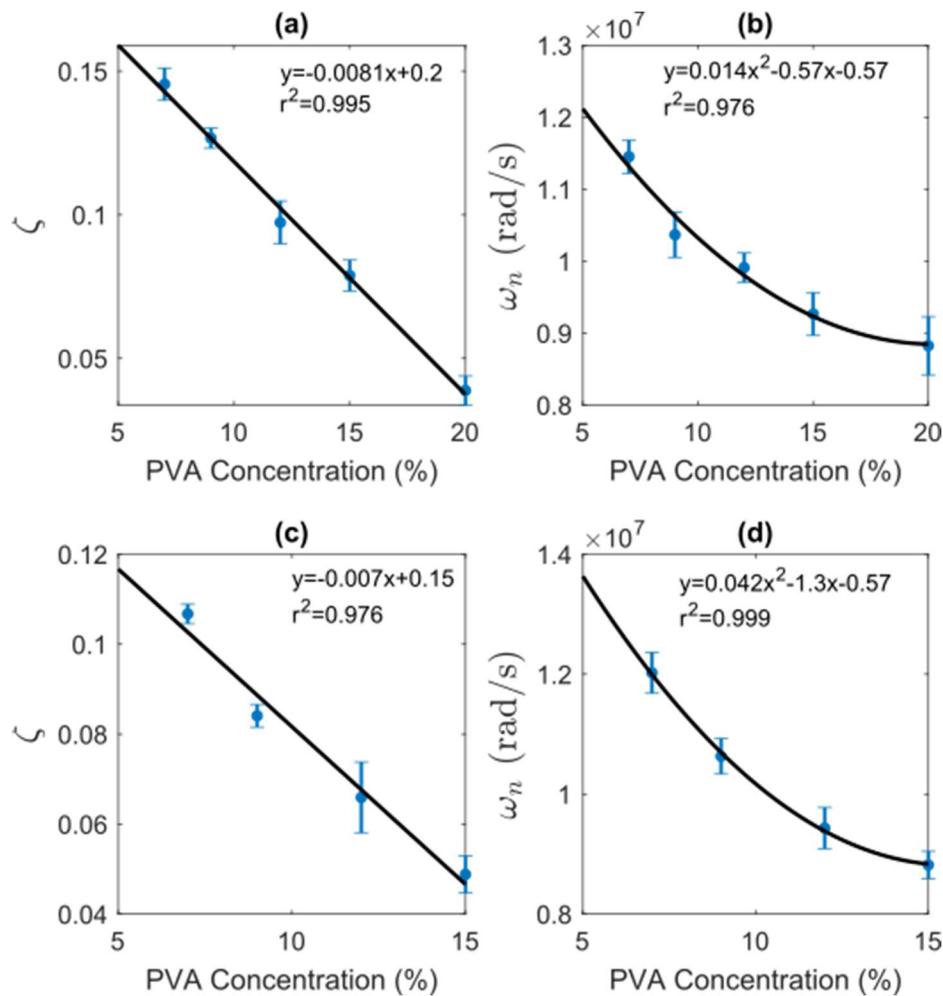 (a)
y=-0.0081x+0.2
r²=0.995
0.15
0.1
0.05
ζ
5 10 15 20
PVA Concentration (%)
(b)
×10⁷
y=0.014x²-0.57x-0.57
r²=0.976
1.3
1.2
1.1
1
0.9
0.8
ωₙ (rad/s)
5 10 15 20
PVA Concentration (%)
(c)
y=-0.007x+0.15
r²=0.976
0.12
0.1
0.08
0.06
0.04
ζ
5 10 15
PVA Concentration (%)
(d)
×10⁷
y=0.042x²-1.3x-0.57
r²=0.999
1.4
1.2
1
0.8
ωₙ (rad/s)
5 10 15
PVA Concentration (%)